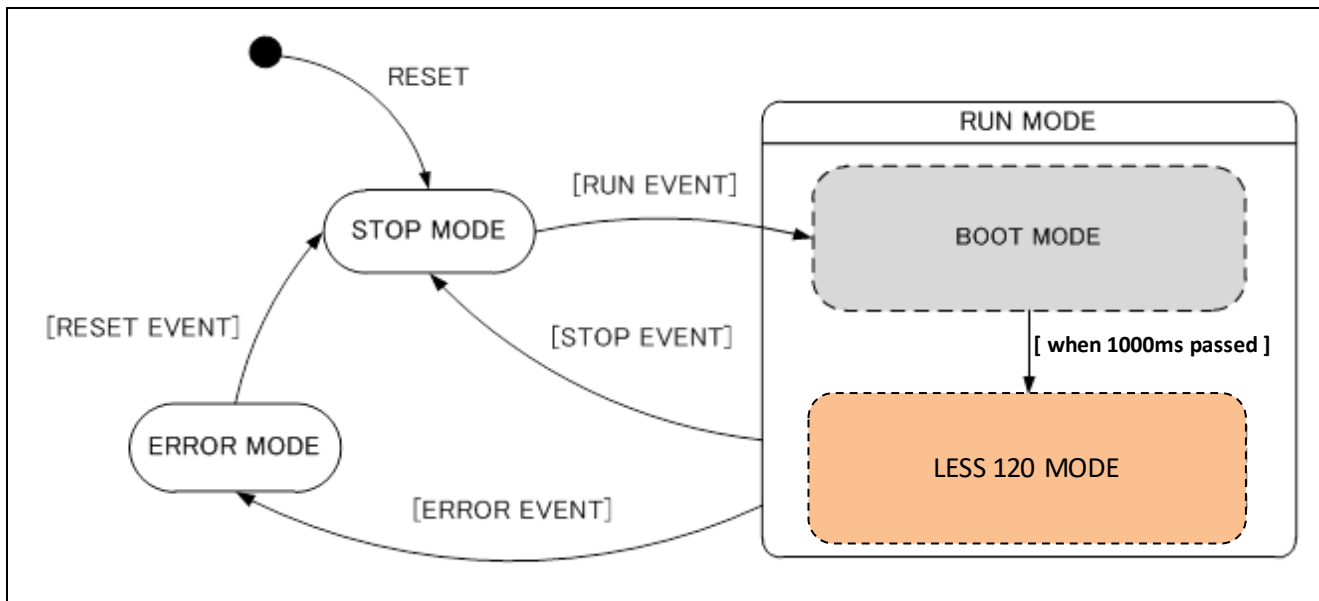 RESET
RUN MODE
[RUN EVENT]
STOP MODE
BOOT MODE
[RESET EVENT]
[STOP EVENT]
[ when 1000ms passed ]
ERROR MODE
LESS 120 MODE
[ERROR EVENT]